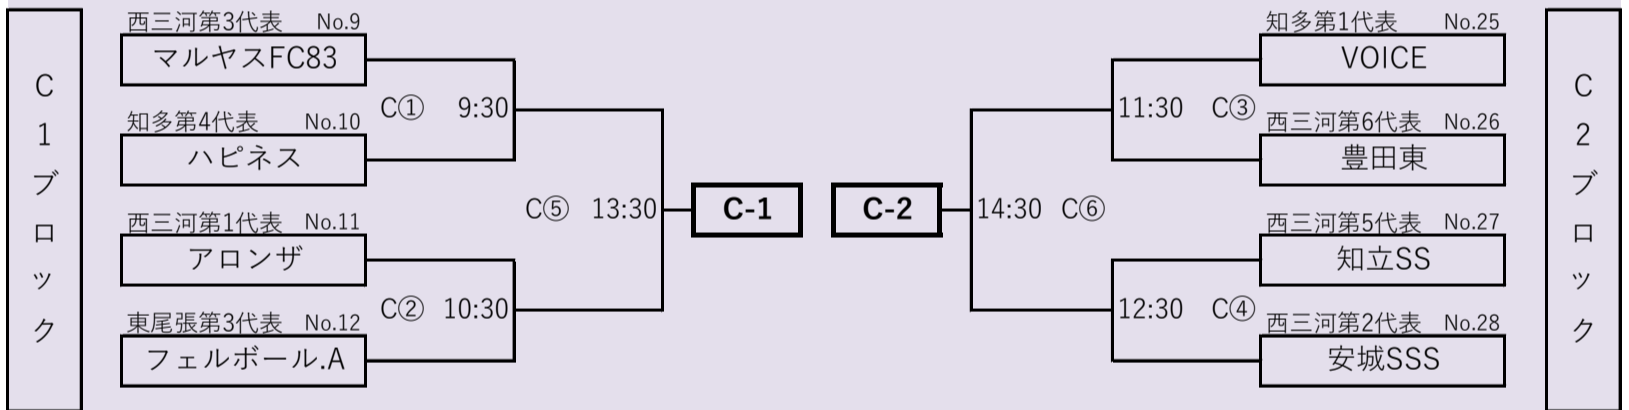 C1ブロック
西三河第3代表 No.9
マルヤスFC83
C① 9:30
知多第4代表 No.10
ハピネス
C⑤ 13:30
C-1
西三河第1代表 No.11
アロンザ
C② 10:30
東尾張第3代表 No.12
フェルボール.A
知多第1代表 No.25
VOICE
11:30 C③
西三河第6代表 No.26
豊田東
C-2
14:30 C⑥
西三河第5代表 No.27
知立SS
12:30 C④
西三河第2代表 No.28
安城SSS
C2ブロック